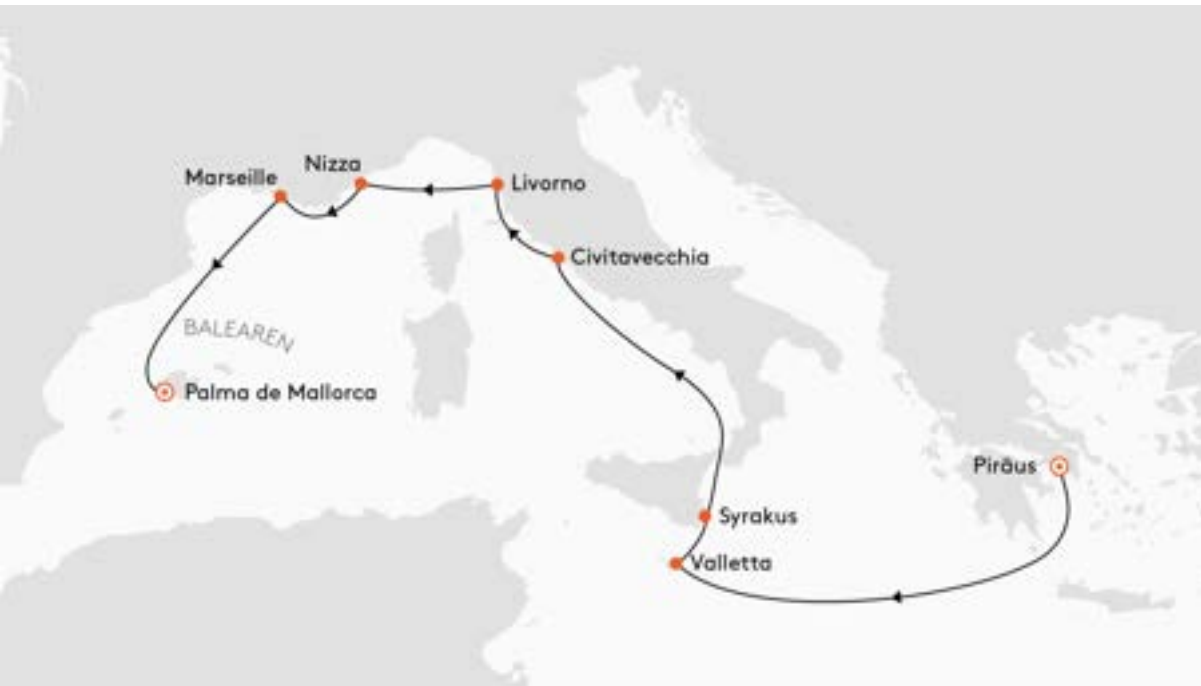 Nizza
Marseille
Livorno
Civitavecchia
BALEAREN
Palma de Mallorca
Piräus
Syrakus
Valletta